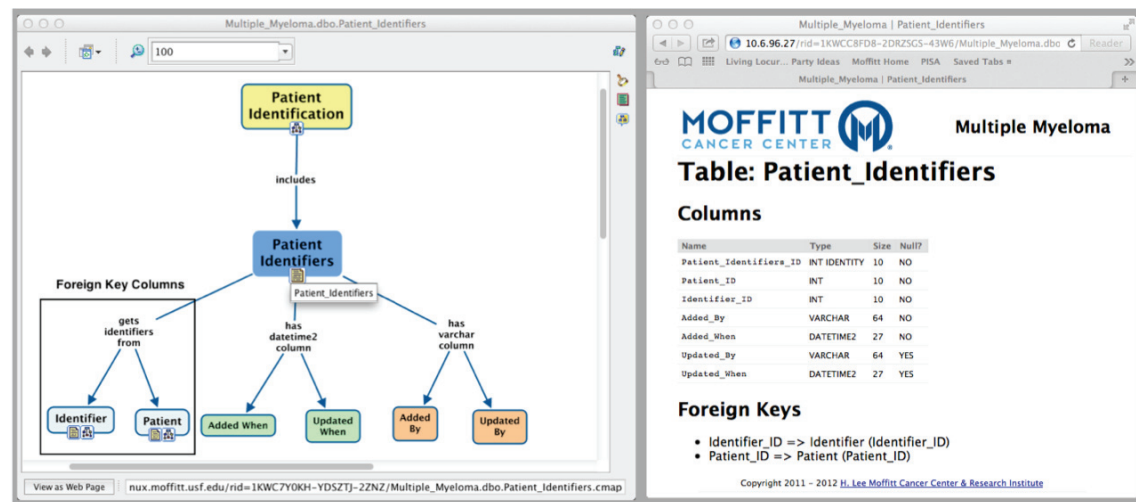 Multiple_Myeloma.dbo.Patient_Identifiers
100
Patient
Identification
includes
Patient
Identifiers
Patient_Identifiers
Foreign Key Columns
gets
identifiers
from
has
datetime2
column
has
varchar
column
Identifier
Patient
Added When
Updated
When
Added
By
Updated
By
View as Web Page
nux.moffitt.usf.edu/rid=1KWC7Y0KH-YDSZTJ-2ZNZ/Multiple_Myeloma.dbo.Patient_Identifiers.cmap
Multiple_Myeloma | Patient_Identifiers
10.6.96.27/rid=1KWCC8FD8-2DRZSGS-43W6/Multiple_Myeloma.dbo
Reader
Living Locur... Party Ideas Moffitt Home PISA Saved Tabs
Multiple_Myeloma | Patient_Identifiers
MOFFITT
CANCER CENTER
Multiple Myeloma
Table: Patient_Identifiers
Columns
Name Type Size Null?
Patient_Identifiers_ID INT IDENTITY 10 NO
Patient_ID INT 10 NO
Identifier_ID INT 10 NO
Added_By VARCHAR 64 NO
Added_When DATETIME2 27 NO
Updated_By VARCHAR 64 YES
Updated_When DATETIME2 27 YES
Foreign Keys
• Identifier_ID => Identifier (Identifier_ID)
• Patient_ID => Patient (Patient_ID)
Copyright 2011 - 2012 H. Lee Moffitt Cancer Center & Research Institute